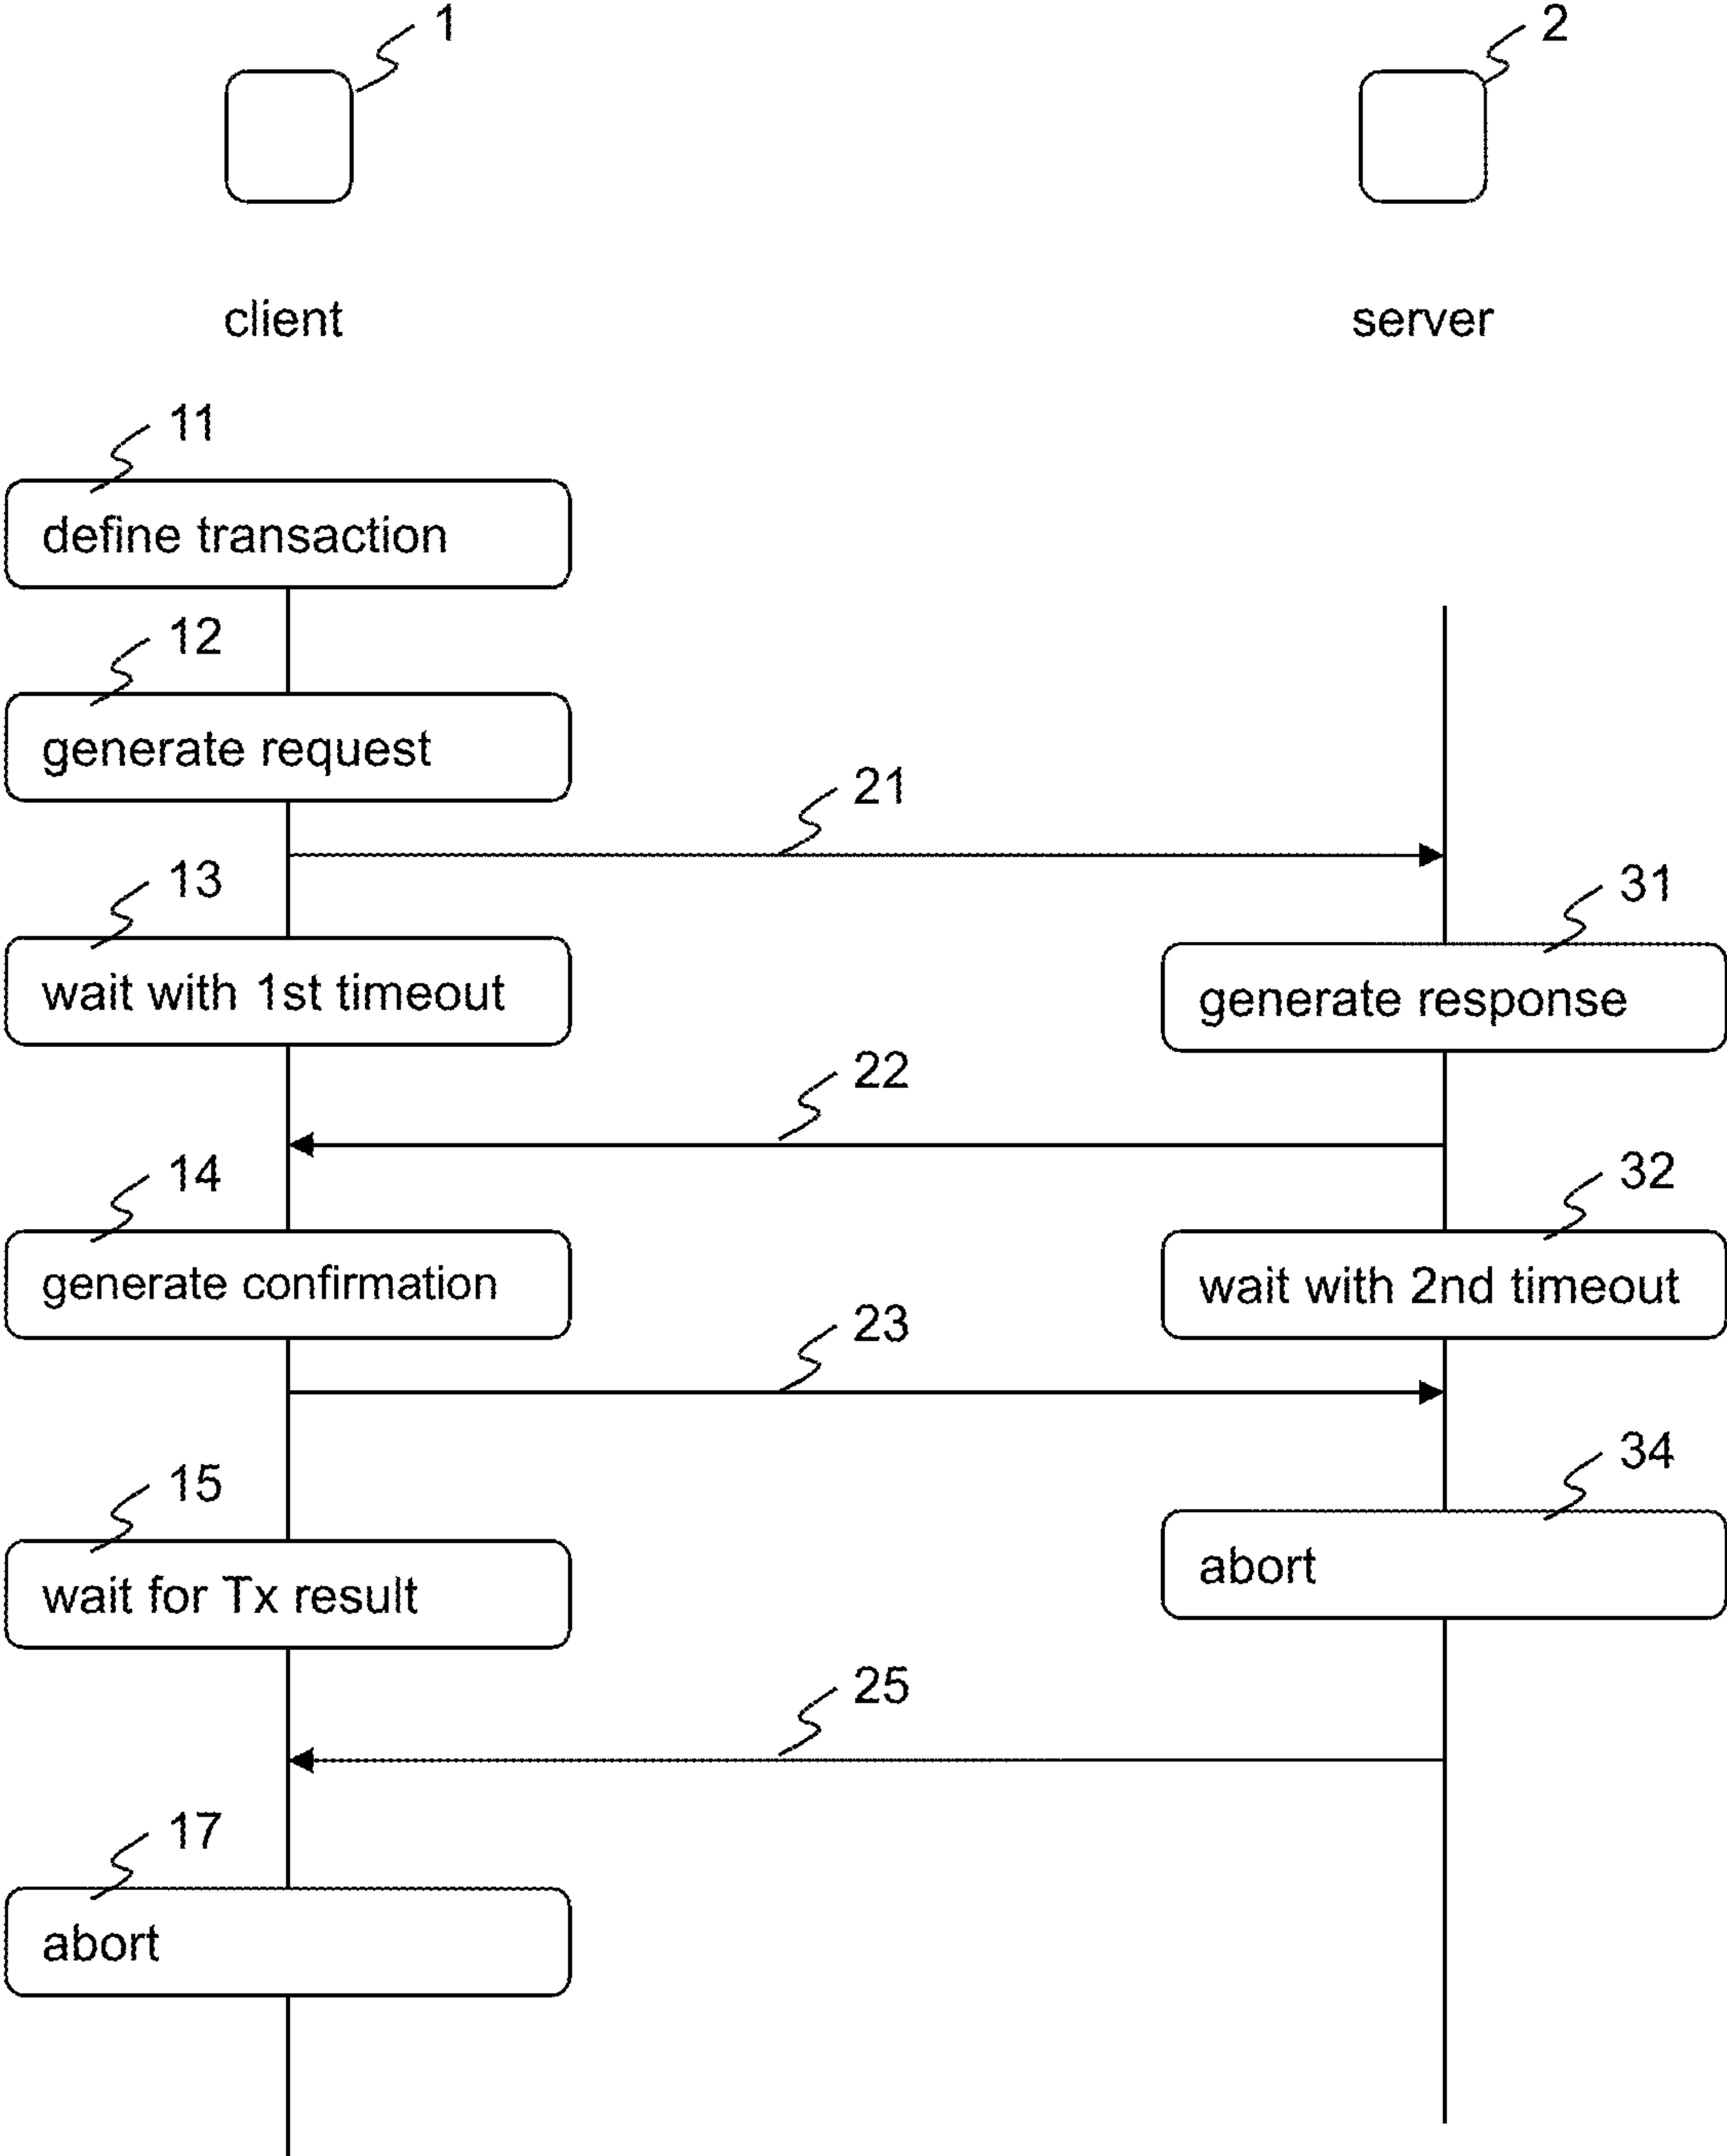 1
2
client
server
11
define transaction
12
generate request
21
13
31
wait with 1st timeout
generate response
22
14
32
generate confirmation
wait with 2nd timeout
23
34
15
abort
wait for Tx result
25
17
abort